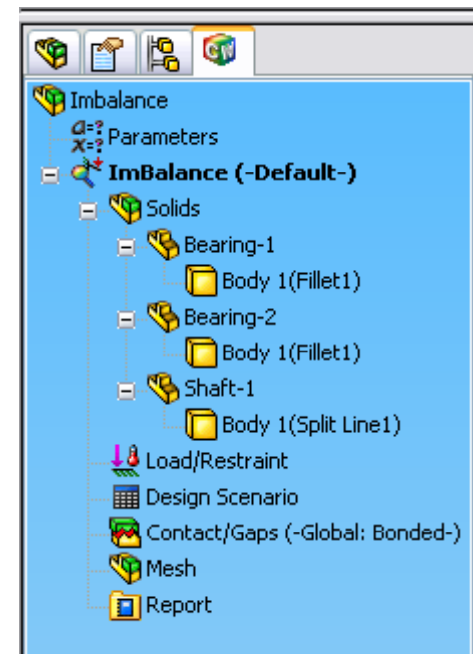 Imbalance
a=?
x=? Parameters
ImBalance (-Default-)
Solids
Bearing-1
Body 1(Fillet1)
Bearing-2
Body 1(Fillet1)
Shaft-1
Body 1(Split Line1)
Load/Restraint
Design Scenario
Contact/Gaps (-Global: Bonded-)
Mesh
Report